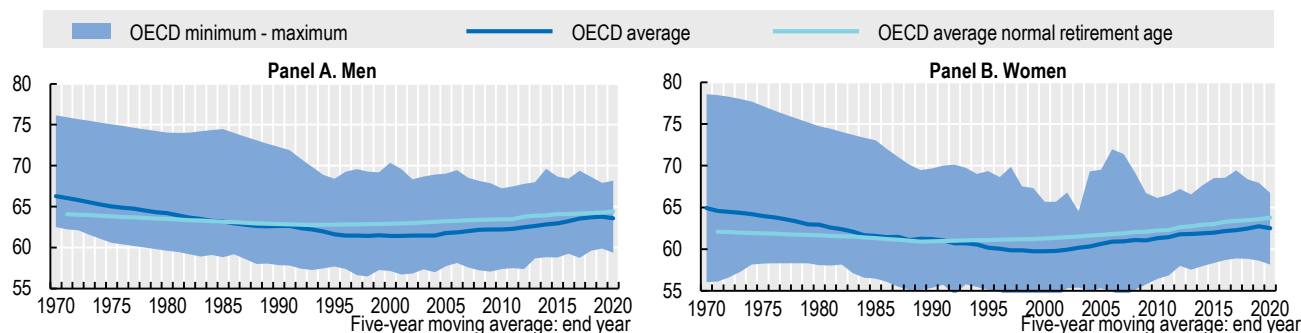 OECD minimum - maximum OECD average OECD average normal retirement age
Panel A. Men
80
75
70
65
60
55
1970 1975 1980 1985 1990 1995 2000 2005 2010 2015 2020
Five-year moving average: end year
Panel B. Women
80
75
70
65
60
55
1970 1975 1980 1985 1990 1995 2000 2005 2010 2015 2020
Five-year moving average: end year